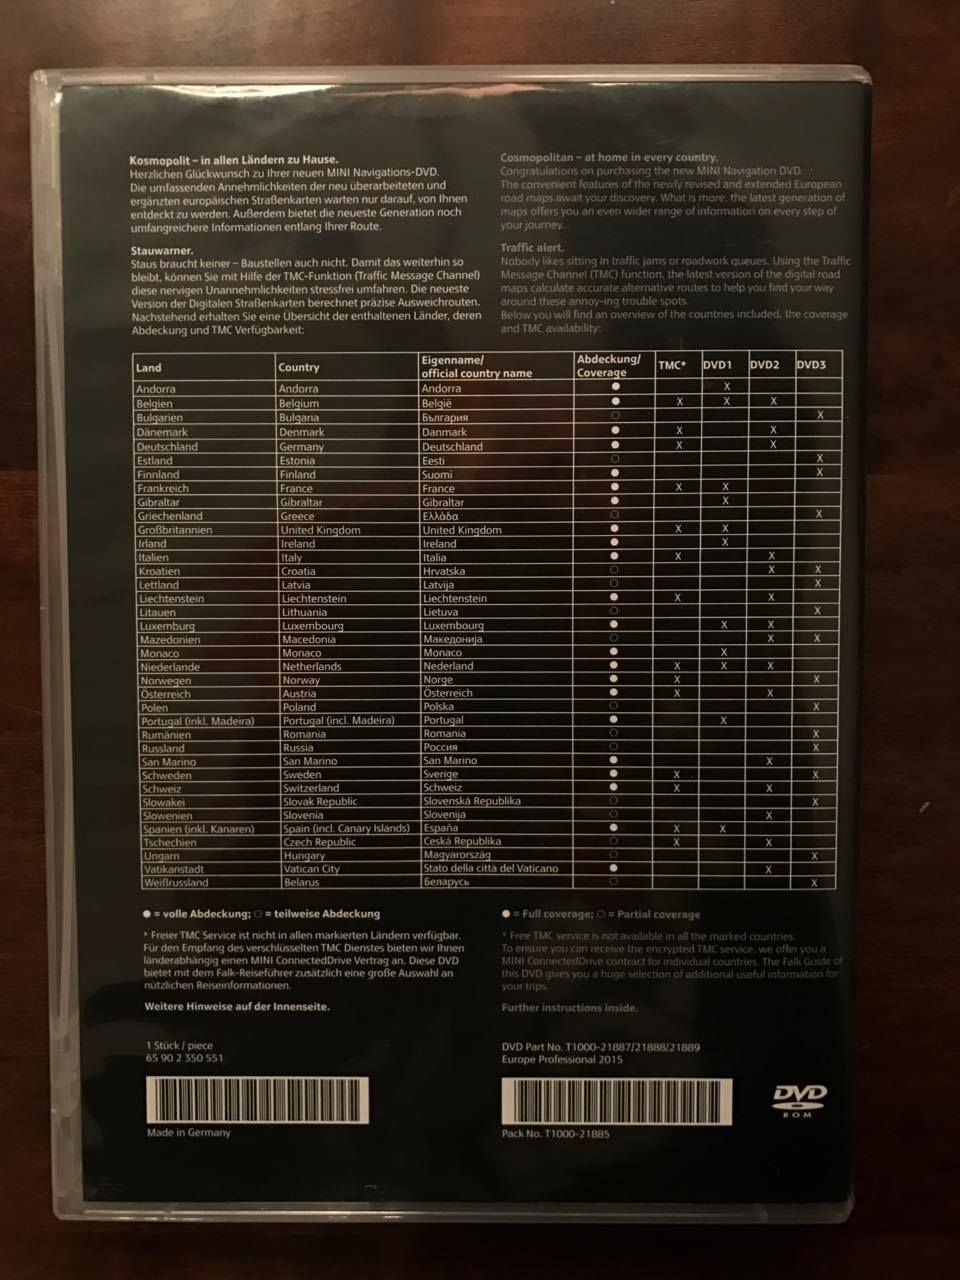 Kosmopolit – in allen Ländern zu Hause.
Herzlichen Glückwunsch zu Ihrer neuen MINI Navigations-DVD.
Die umfassenden Annehmlichkeiten der neu überarbeiteten und
ergänzten europäischen Straßenkarten warten nur darauf, von Ihnen
entdeckt zu werden. Außerdem bietet die neueste Generation noch
umfangreichere Informationen entlang Ihrer Route.
Stauwarner.
Staus braucht keiner – Baustellen auch nicht. Damit das weiterhin so
bleibt, können Sie mit Hilfe der TMC-Funktion (Traffic Message Channel)
diese nervigen Unannehmlichkeiten stressfrei umfahren. Die neueste
Version der Digitalen Straßenkarten berechnet präzise Ausweichrouten.
Nachstehend erhalten Sie eine Übersicht der enthaltenen Länder, deren
Abdeckung und TMC Verfügbarkeit:
Cosmopolitan – at home in every country.
Congratulations on purchasing the new MINI Navigation DVD.
The convenient features of the newly revised and extended European
road maps await your discovery. What is more, the latest generation of
maps offers you an even wider range of information on every step of
your journey.
Traffic alert.
Nobody likes sitting in traffic jams or roadwork queues. Using the Traffic
Message Channel (TMC) function, the latest version of the digital road
maps calculate accurate alternative routes to help you find your way
around these annoy-ing trouble spots.
Below you will find an overview of the countries included, the coverage
and TMC availability:
Land Country Eigenname/ official country name Abdeckung/ Coverage TMC* DVD1 DVD2 DVD3
Andorra Andorra Andorra ● X
Belgien Belgium België ● X X X
Bulgarien Bulgaria България ○ X
Dänemark Denmark Danmark ● X X
Deutschland Germany Deutschland ● X X
Estland Estonia Eesti ○ X
Finnland Finland Suomi ● X
Frankreich France France ● X X
Gibraltar Gibraltar Gibraltar ● X
Griechenland Greece Ελλάδα ○ X
Großbritannien United Kingdom United Kingdom ● X X
Irland Ireland Ireland ● X
Italien Italy Italia ● X X
Kroatien Croatia Hrvatska ○ X X
Lettland Latvia Latvija ○ X
Liechtenstein Liechtenstein Liechtenstein ● X X
Litauen Lithuania Lietuva ○ X
Luxemburg Luxembourg Luxembourg ● X X
Mazedonien Macedonia Македонија ○ X X
Monaco Monaco Monaco ● X
Niederlande Netherlands Nederland ● X X X
Norwegen Norway Norge ● X X
Österreich Austria Österreich ● X X
Polen Poland Polska ○ X
Portugal (inkl. Madeira) Portugal (incl. Madeira) Portugal ● X
Rumänien Romania Romania ○ X
Russland Russia Россия ○ X
San Marino San Marino San Marino ● X
Schweden Sweden Sverige ● X X
Schweiz Switzerland Schweiz ● X X
Slowakei Slovak Republic Slovenská Republika ○ X
Slowenien Slovenia Slovenija ○ X
Spanien (inkl. Kanaren) Spain (incl. Canary Islands) España ● X X
Tschechien Czech Republic Ceská Republika ○ X X
Ungarn Hungary Magyarország ○ X
Vatikanstadt Vatican City Stato della città del Vaticano ● X
Weißrussland Belarus Беларусь ○ X
● = volle Abdeckung; ○ = teilweise Abdeckung
* Freier TMC Service ist nicht in allen markierten Ländern verfügbar.
Für den Empfang des verschlüsselten TMC Dienstes bieten wir Ihnen
länderabhängig einen MINI ConnectedDrive Vertrag an. Diese DVD
bietet mit dem Falk-Reiseführer zusätzlich eine große Auswahl an
nützlichen Reiseinformationen.
Weitere Hinweise auf der Innenseite.
● = Full coverage; ○ = Partial coverage
* Free TMC service is not available in all the marked countries.
To ensure you can receive the encrypted TMC service, we offer you a
MINI ConnectedDrive contract for individual countries. The Falk Guide of
this DVD gives you a huge selection of additional useful information for
your trips.
Further instructions inside.
1 Stück / piece
65 90 2 350 551
Made in Germany
DVD Part No. T1000-21887/21888/21889
Europe Professional 2015
Pack No. T1000-21885
DVD
ROM